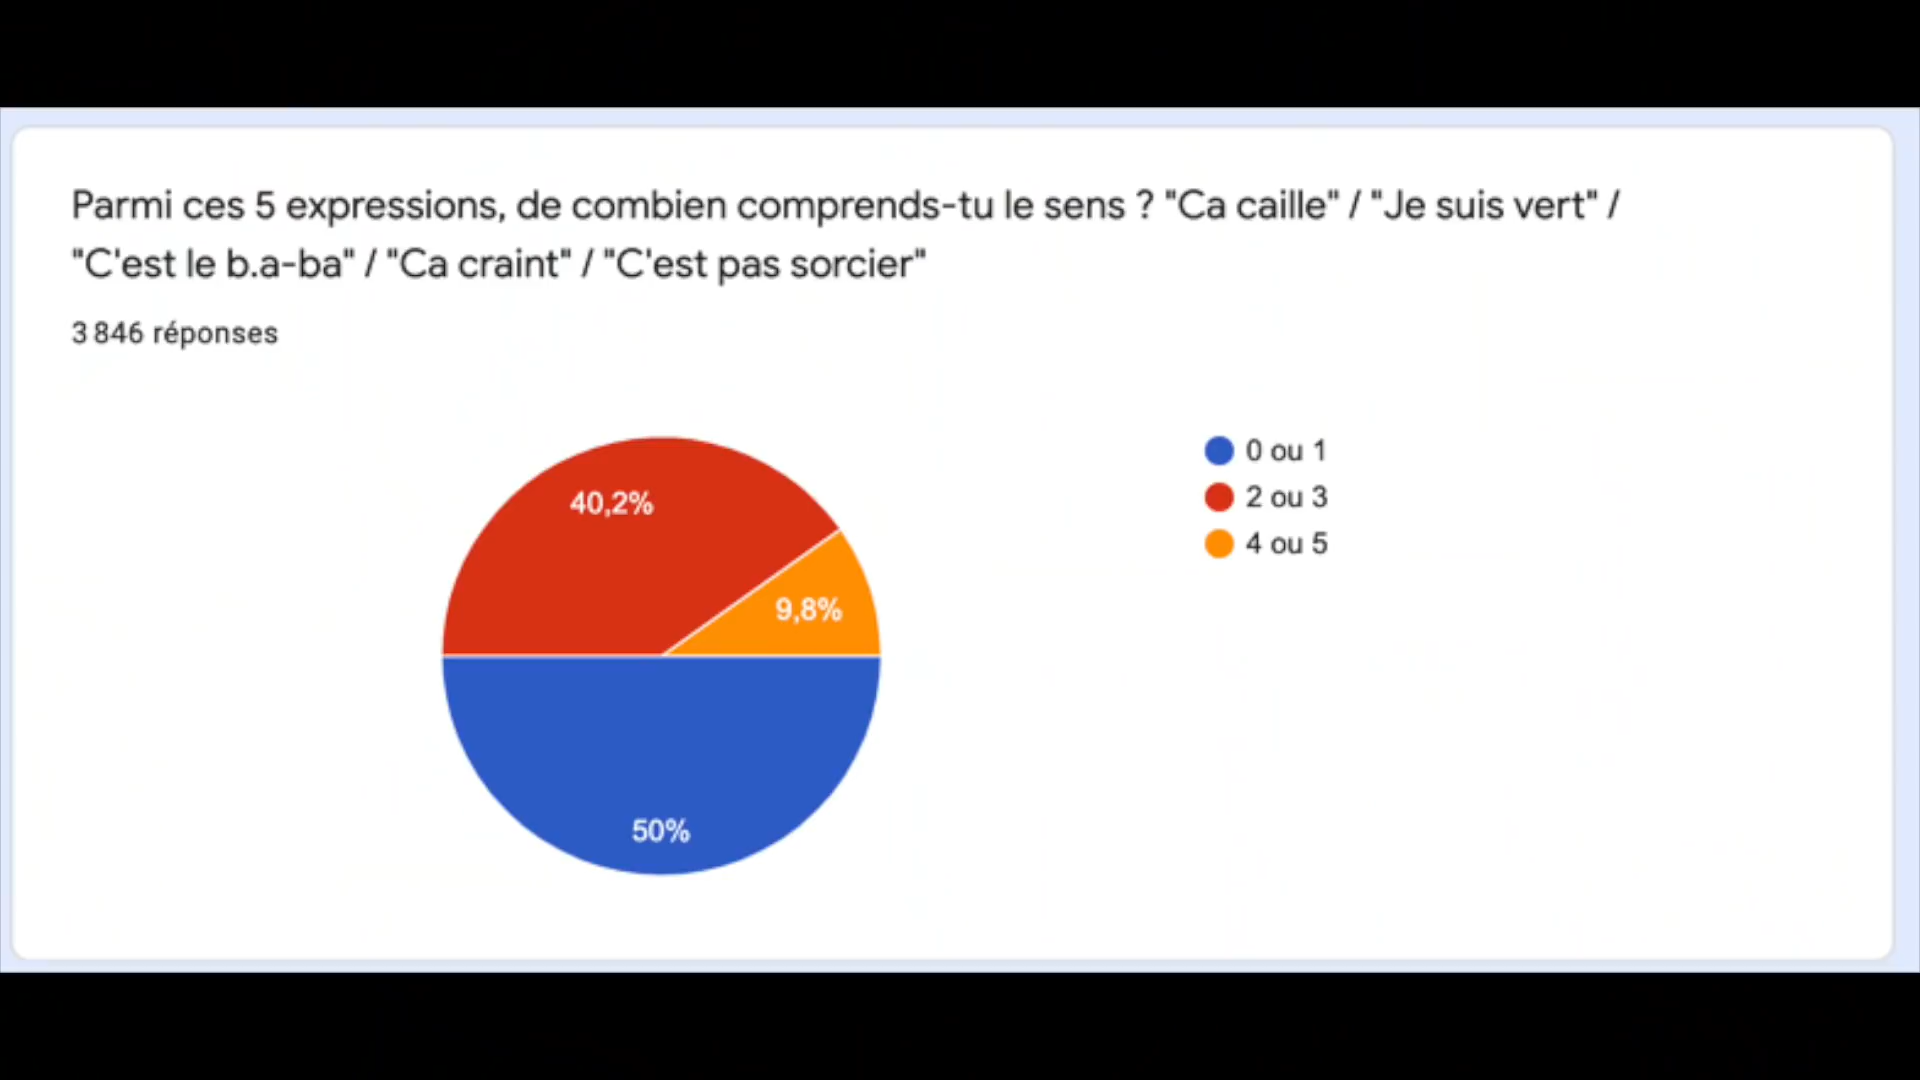 Parmi ces 5 expressions, de combien comprends-tu le sens ? "Ca caille" / "Je suis vert" /
"C'est le b.a-ba" / "Ca craint" / "C'est pas sorcier"
3 846 réponses
0 ou 1
2 ou 3
4 ou 5
40,2%
9,8%
50%